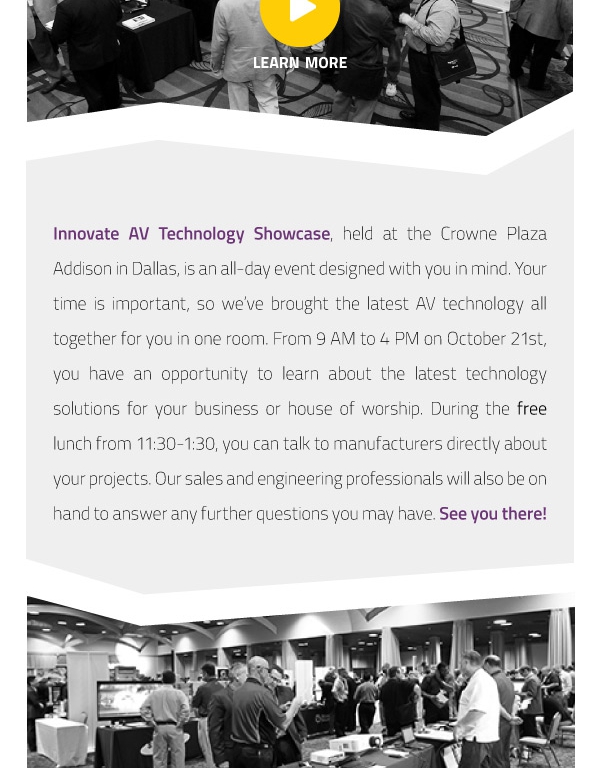 LEARN MORE
Innovate AV Technology Showcase, held at the Crowne Plaza
Addison in Dallas, is an all-day event designed with you in mind. Your
time is important, so we've brought the latest AV technology all
together for you in one room. From 9 AM to 4 PM on October 21st,
you have an opportunity to learn about the latest technology
solutions for your business or house of worship. During the free
lunch from 11:30-1:30, you can talk to manufacturers directly about
your projects. Our sales and engineering professionals will also be on
hand to answer any further questions you may have. See you there!